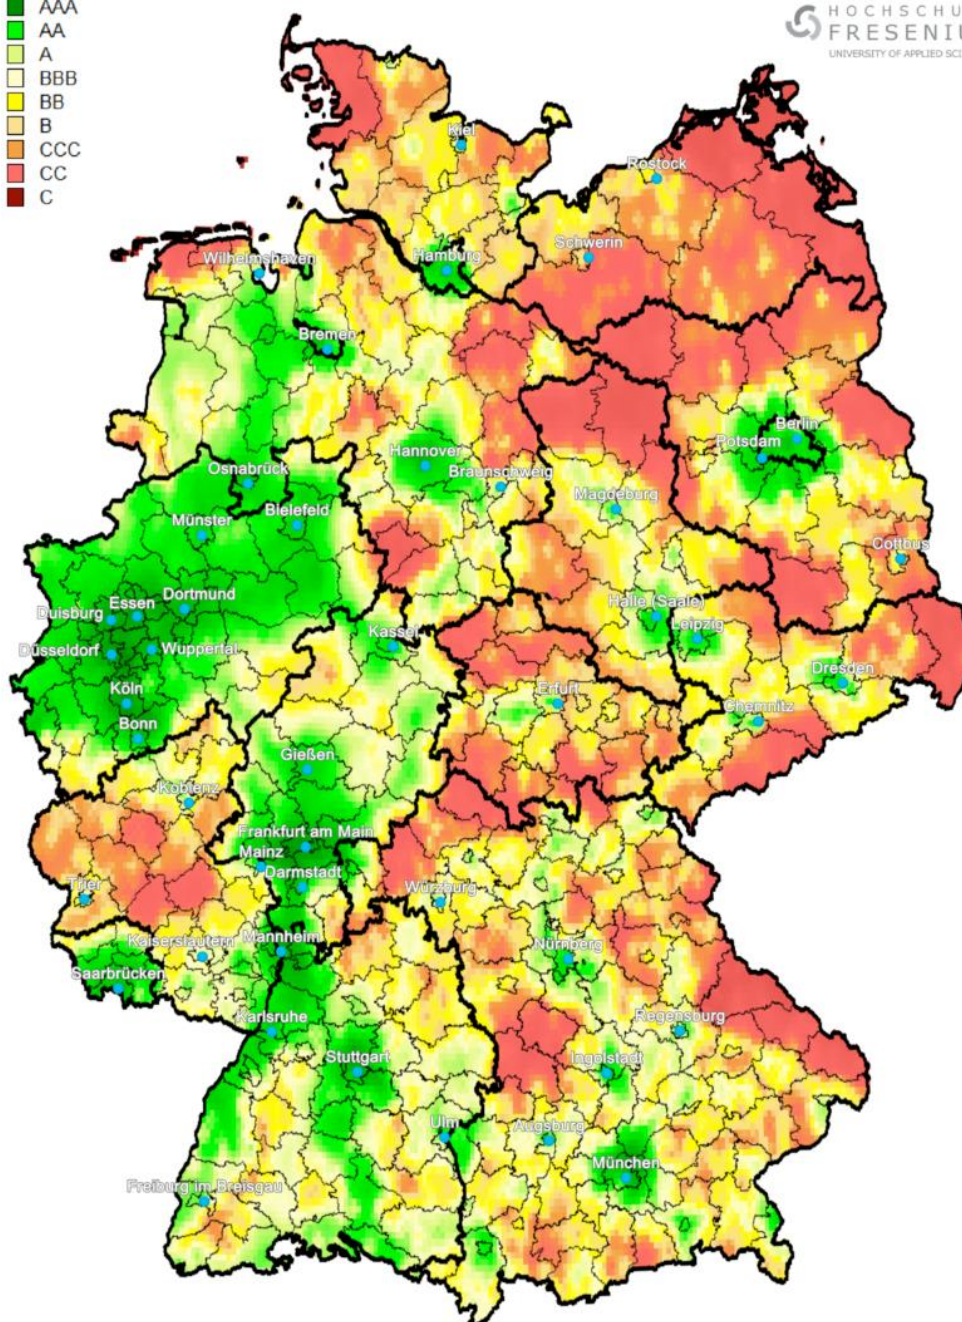 AAA
AA
A
BBB
BB
B
CCC
CC
C
HOCHSCHU
FRESENIU
UNIVERSITY OF APPLIED SCI
Kiel
Rostock
Schwerin
Hamburg
Wilhelmshaven
Bremen
Berlin
Potsdam
Hannover
Braunschweig
Osnabrück
Magdeburg
Bielefeld
Münster
Cottbus
Dortmund
Essen
Duisburg
Halle (Saale)
Leipzig
Kassel
Wuppertal
Düsseldorf
Dresden
Köln
Erfurt
Chemnitz
Bonn
Gießen
Koblenz
Frankfurt am Main
Mainz
Darmstadt
Trier
Würzburg
Kaiserslautern
Mannheim
Nürnberg
Saarbrücken
Karlsruhe
Regensburg
Stuttgart
Ingolstadt
Ulm
Augsburg
München
Freiburg im Breisgau